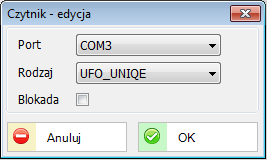 Czytnik - edycja
Port COM3
Rodzaj UFO_UNIQE
Blokada
Anuluj OK